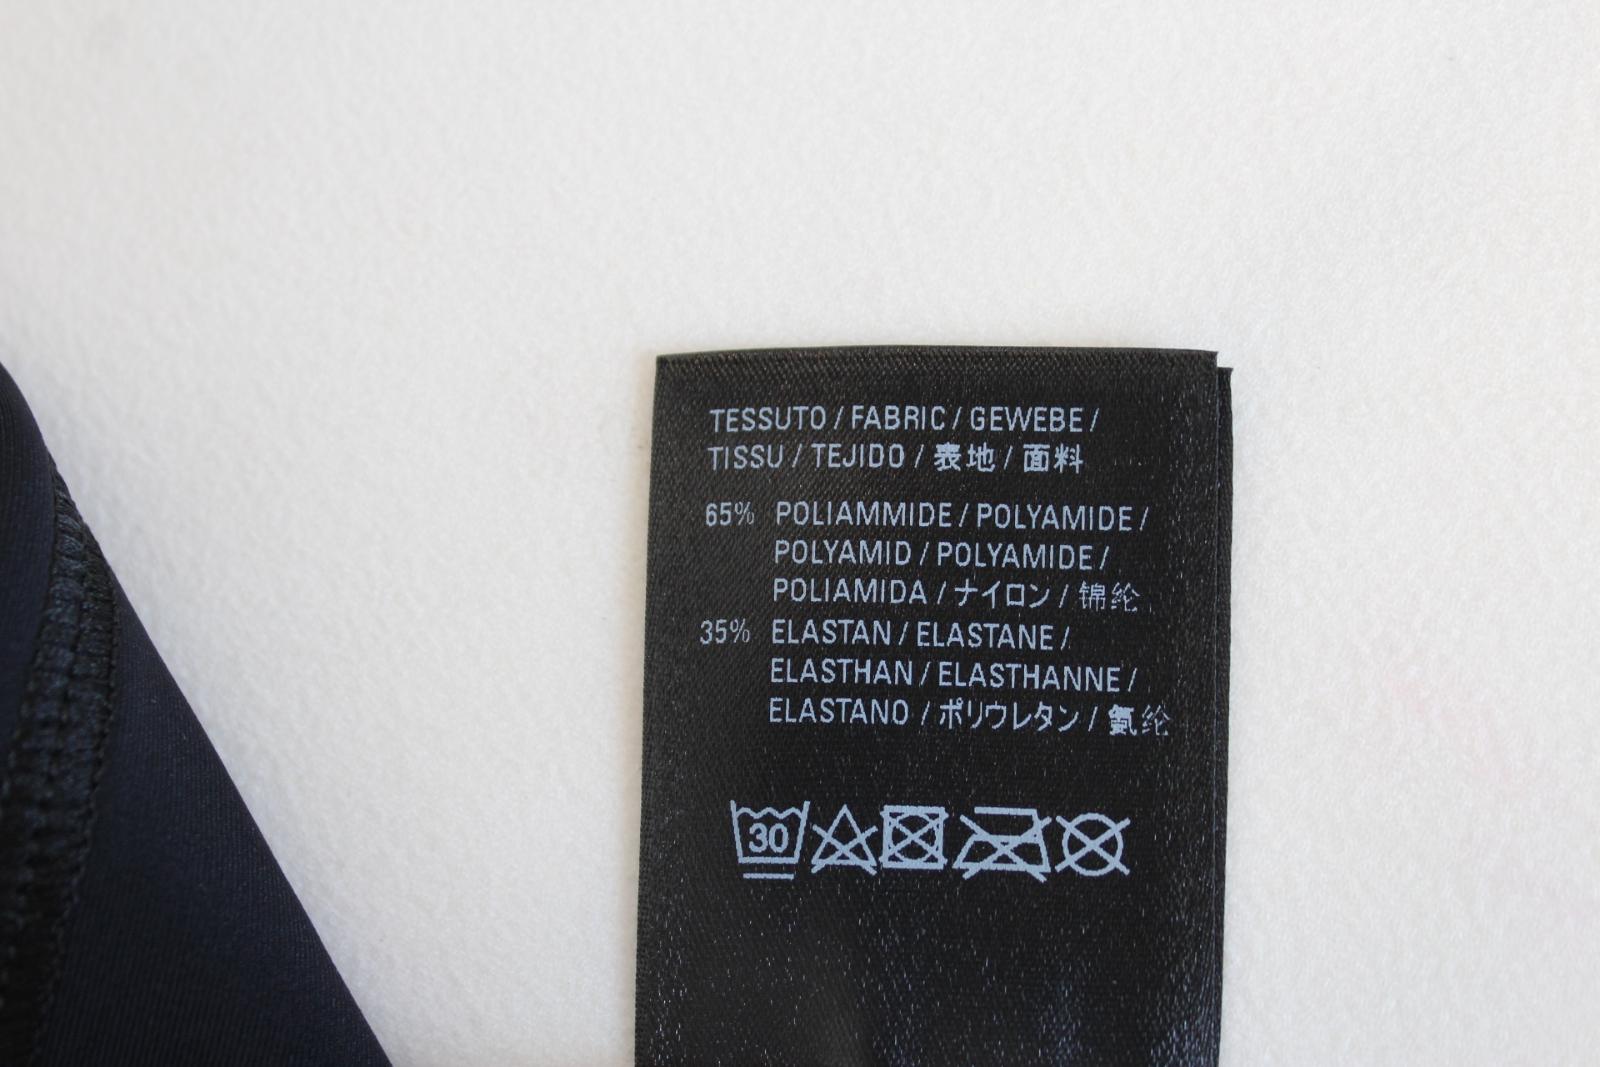 TESSUTO / FABRIC / GEWEBE /
TISSU / TEJIDO / 表地 / 面料
65% POLIAMMIDE / POLYAMIDE /
POLYAMID / POLYAMIDE /
POLIAMIDA / ナイロン / 锦纶
35% ELASTAN / ELASTANE /
ELASTHAN / ELASTHANNE /
ELASTANO / ポリウレタン / 氨纶
30